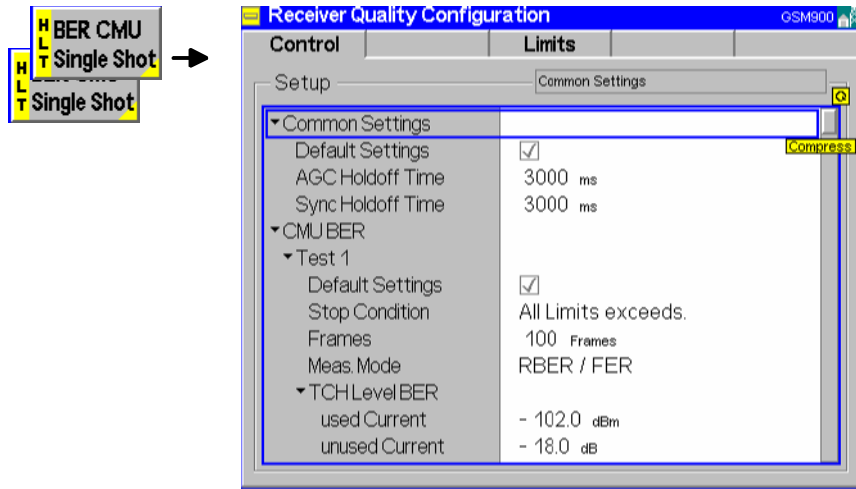 H L T BER CMU
Single Shot
H L T
Single Shot
Receiver Quality Configuration GSM900
Control Limits
Setup Common Settings
Common Settings
Compress
Default Settings
AGC Holdoff Time 3000 ms
Sync Holdoff Time 3000 ms
CMU BER
Test 1
Default Settings
Stop Condition All Limits exceeds.
Frames 100 Frames
Meas. Mode RBER / FER
TCH Level BER
used Current - 102.0 dBm
unused Current - 18.0 dB